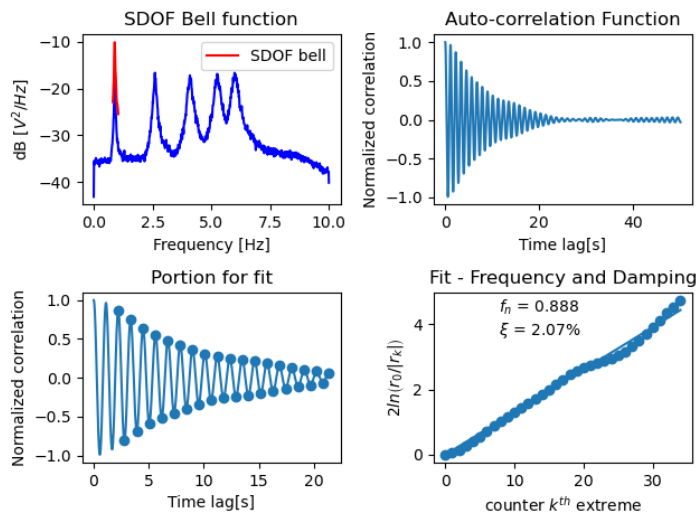 SDOF Bell function
dB [V²/Hz]
−10
−20
−30
−40
SDOF bell
0.0 2.5 5.0 7.5 10.0
Frequency [Hz]
Auto-correlation Function
Normalized correlation
1.0
0.5
0.0
−0.5
−1.0
0 20 40
Time lag[s]
Portion for fit
Normalized correlation
1.0
0.5
0.0
−0.5
−1.0
0 5 10 15 20
Time lag[s]
Fit - Frequency and Damping
2ln(r₀/|rₖ|)
4
2
0
fₙ = 0.888
ξ = 2.07%
0 10 20 30
counter kᵗʰ extreme